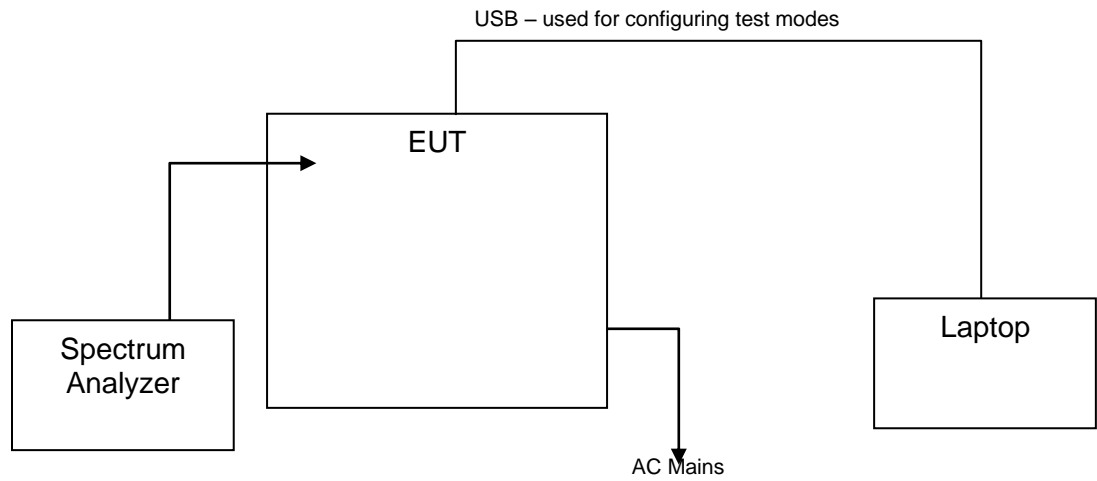 USB – used for configuring test modes
EUT
Spectrum
Analyzer
Laptop
AC Mains